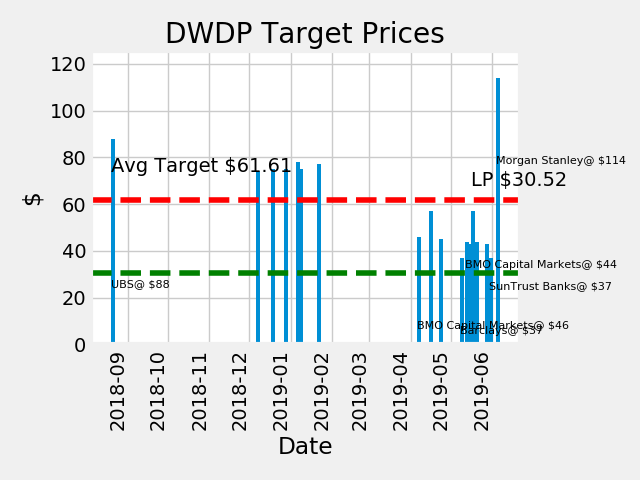 DWDP Target Prices
120
100
80
60
40
20
0
$
Avg Target $61.61
Morgan Stanley@ $114
LP $30.52
BMO Capital Markets@ $44
UBS@ $88
SunTrust Banks@ $37
BMO Capital Markets@ $46
Barclays@ $37
2018-09
2018-10
2018-11
2018-12
2019-01
2019-02
2019-03
2019-04
2019-05
2019-06
Date